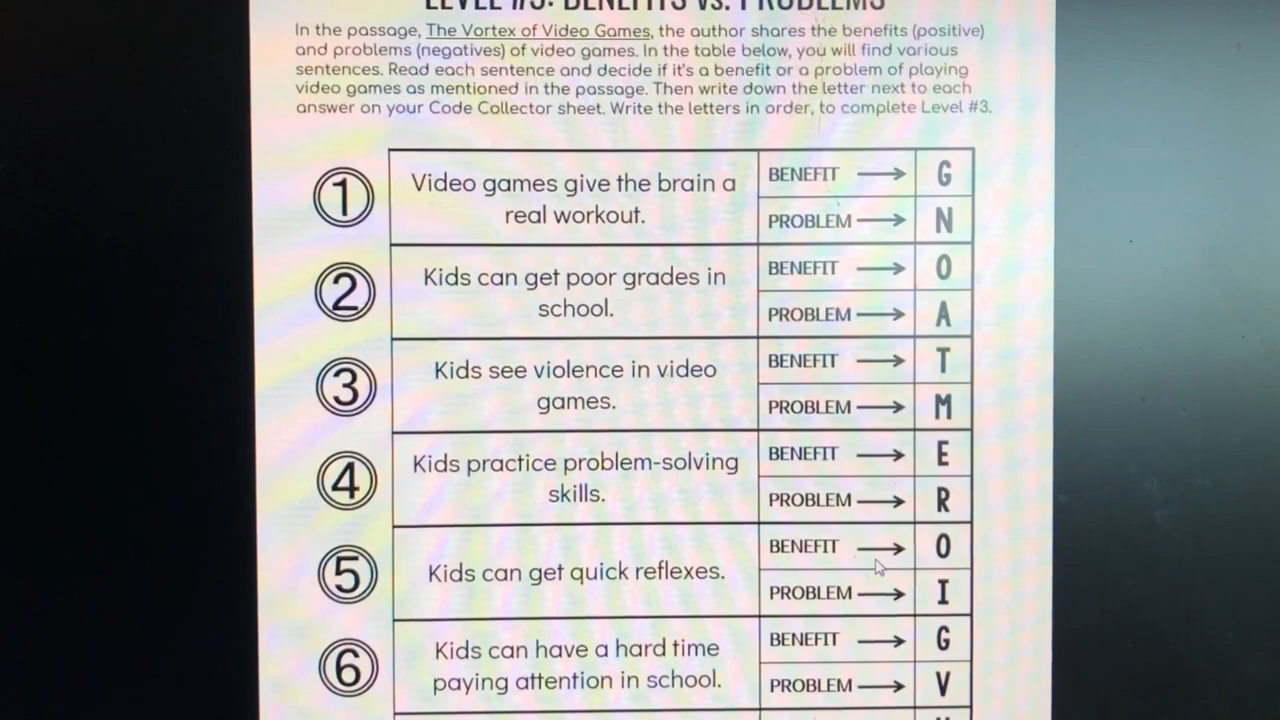 LEVEL #3: BENEFITS vs. PROBLEMS
In the passage, The Vortex of Video Games, the author shares the benefits (positive)
and problems (negatives) of video games. In the table below, you will find various
sentences. Read each sentence and decide if it's a benefit or a problem of playing
video games as mentioned in the passage. Then write down the letter next to each
answer on your Code Collector sheet. Write the letters in order, to complete Level #3.
1
Video games give the brain a
real workout.
BENEFIT → G
PROBLEM → N
2
Kids can get poor grades in
school.
BENEFIT → O
PROBLEM → A
3
Kids see violence in video
games.
BENEFIT → T
PROBLEM → M
4
Kids practice problem-solving
skills.
BENEFIT → E
PROBLEM → R
5
Kids can get quick reflexes.
BENEFIT → O
PROBLEM → I
6
Kids can have a hard time
paying attention in school.
BENEFIT → G
PROBLEM → V